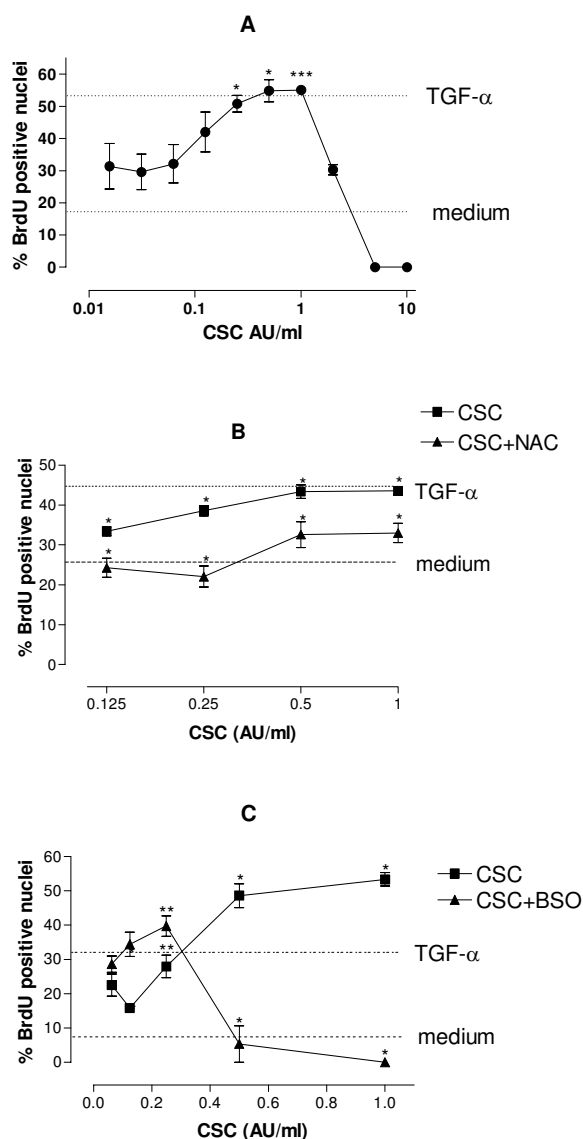 A
% BrdU positive nuclei
60
50
40
30
20
10
0
* * ***
TGF-α
medium
0.01 0.1 1 10
CSC AU/ml
CSC
CSC+NAC
B
% BrdU positive nuclei
50
40
30
20
10
0
* * * *
* * * *
TGF-α
medium
0.125 0.25 0.5 1
CSC (AU/ml)
C
CSC
CSC+BSO
% BrdU positive nuclei
60
50
40
30
20
10
0
** ** * *
* *
TGF-α
medium
0.0 0.2 0.4 0.6 0.8 1.0
CSC (AU/ml)